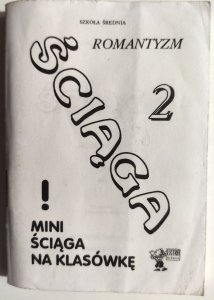 SZKOŁA ŚREDNIA
ROMANTYZM
ŚCIĄGA
2
!
MINI
ŚCIĄGA
NA KLASÓWKĘ